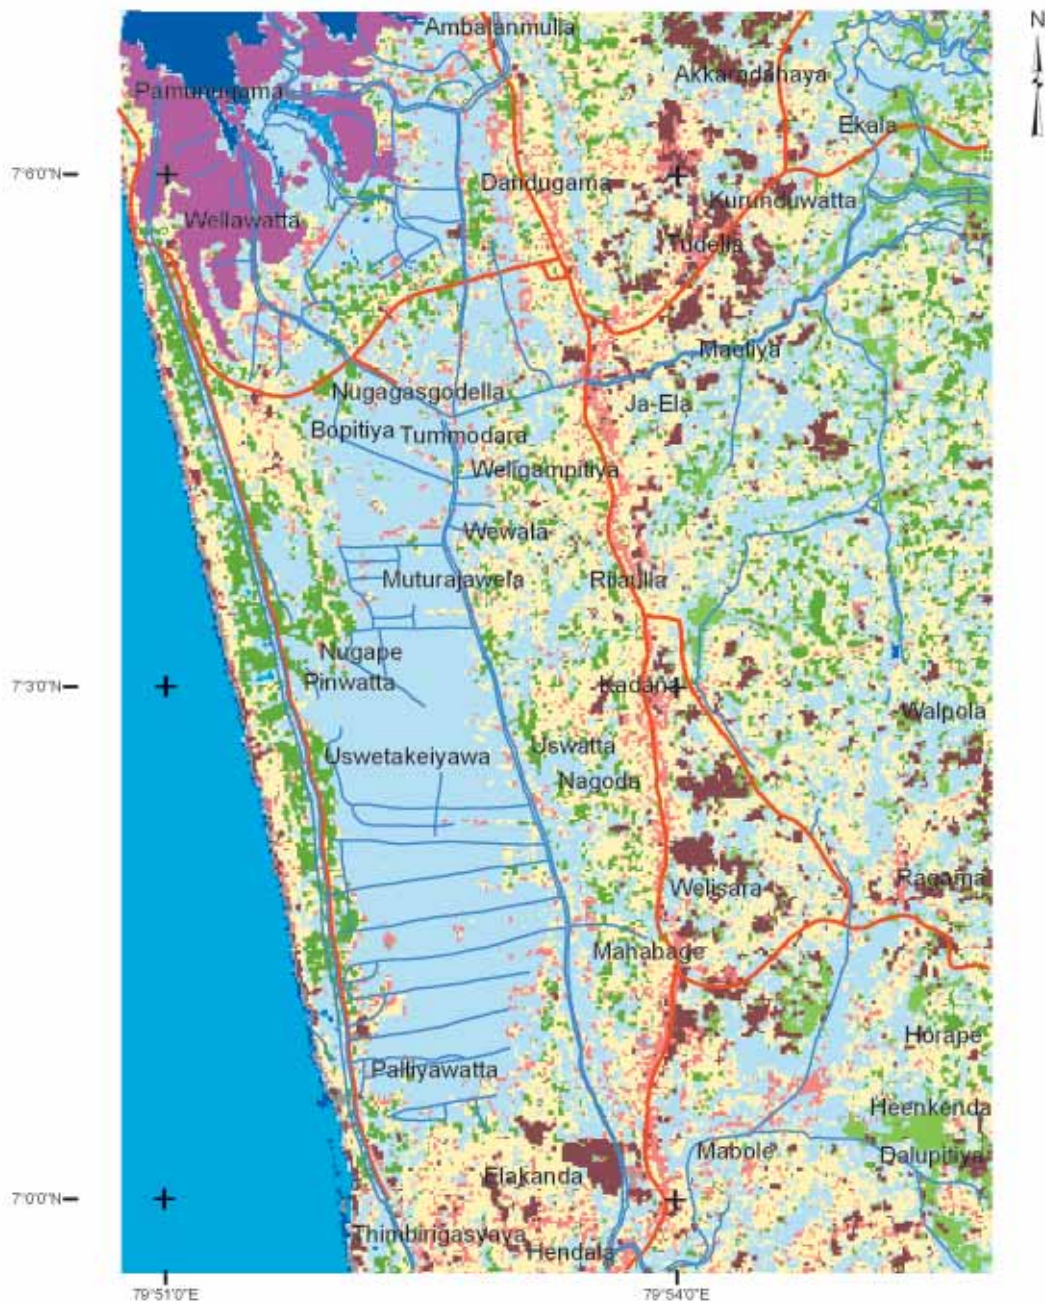 N
Ambalanmulla
Akkaradahaya
Pamunugama
Ekala
7°6'0"N
Dandugama
Kurunduwatta
Wellawatta
Tudella
Maeliya
Nugagasgodella
Ja-Ela
Bopitiya
Tummodara
Weligampitiya
Wewala
Muturajawela
Rilaulla
Nugape
7°3'0"N
Pinwatta
Kadana
Walpola
Uswatta
Uswetakeiyawa
Nagoda
Ragama
Welisara
Mahabage
Horape
Palliyawatta
Heenkenda
Mabole
Dalupitiya
Elakanda
7°0'0"N
Thimbirigasyaya
Hendala
79°51'0"E
79°54'0"E